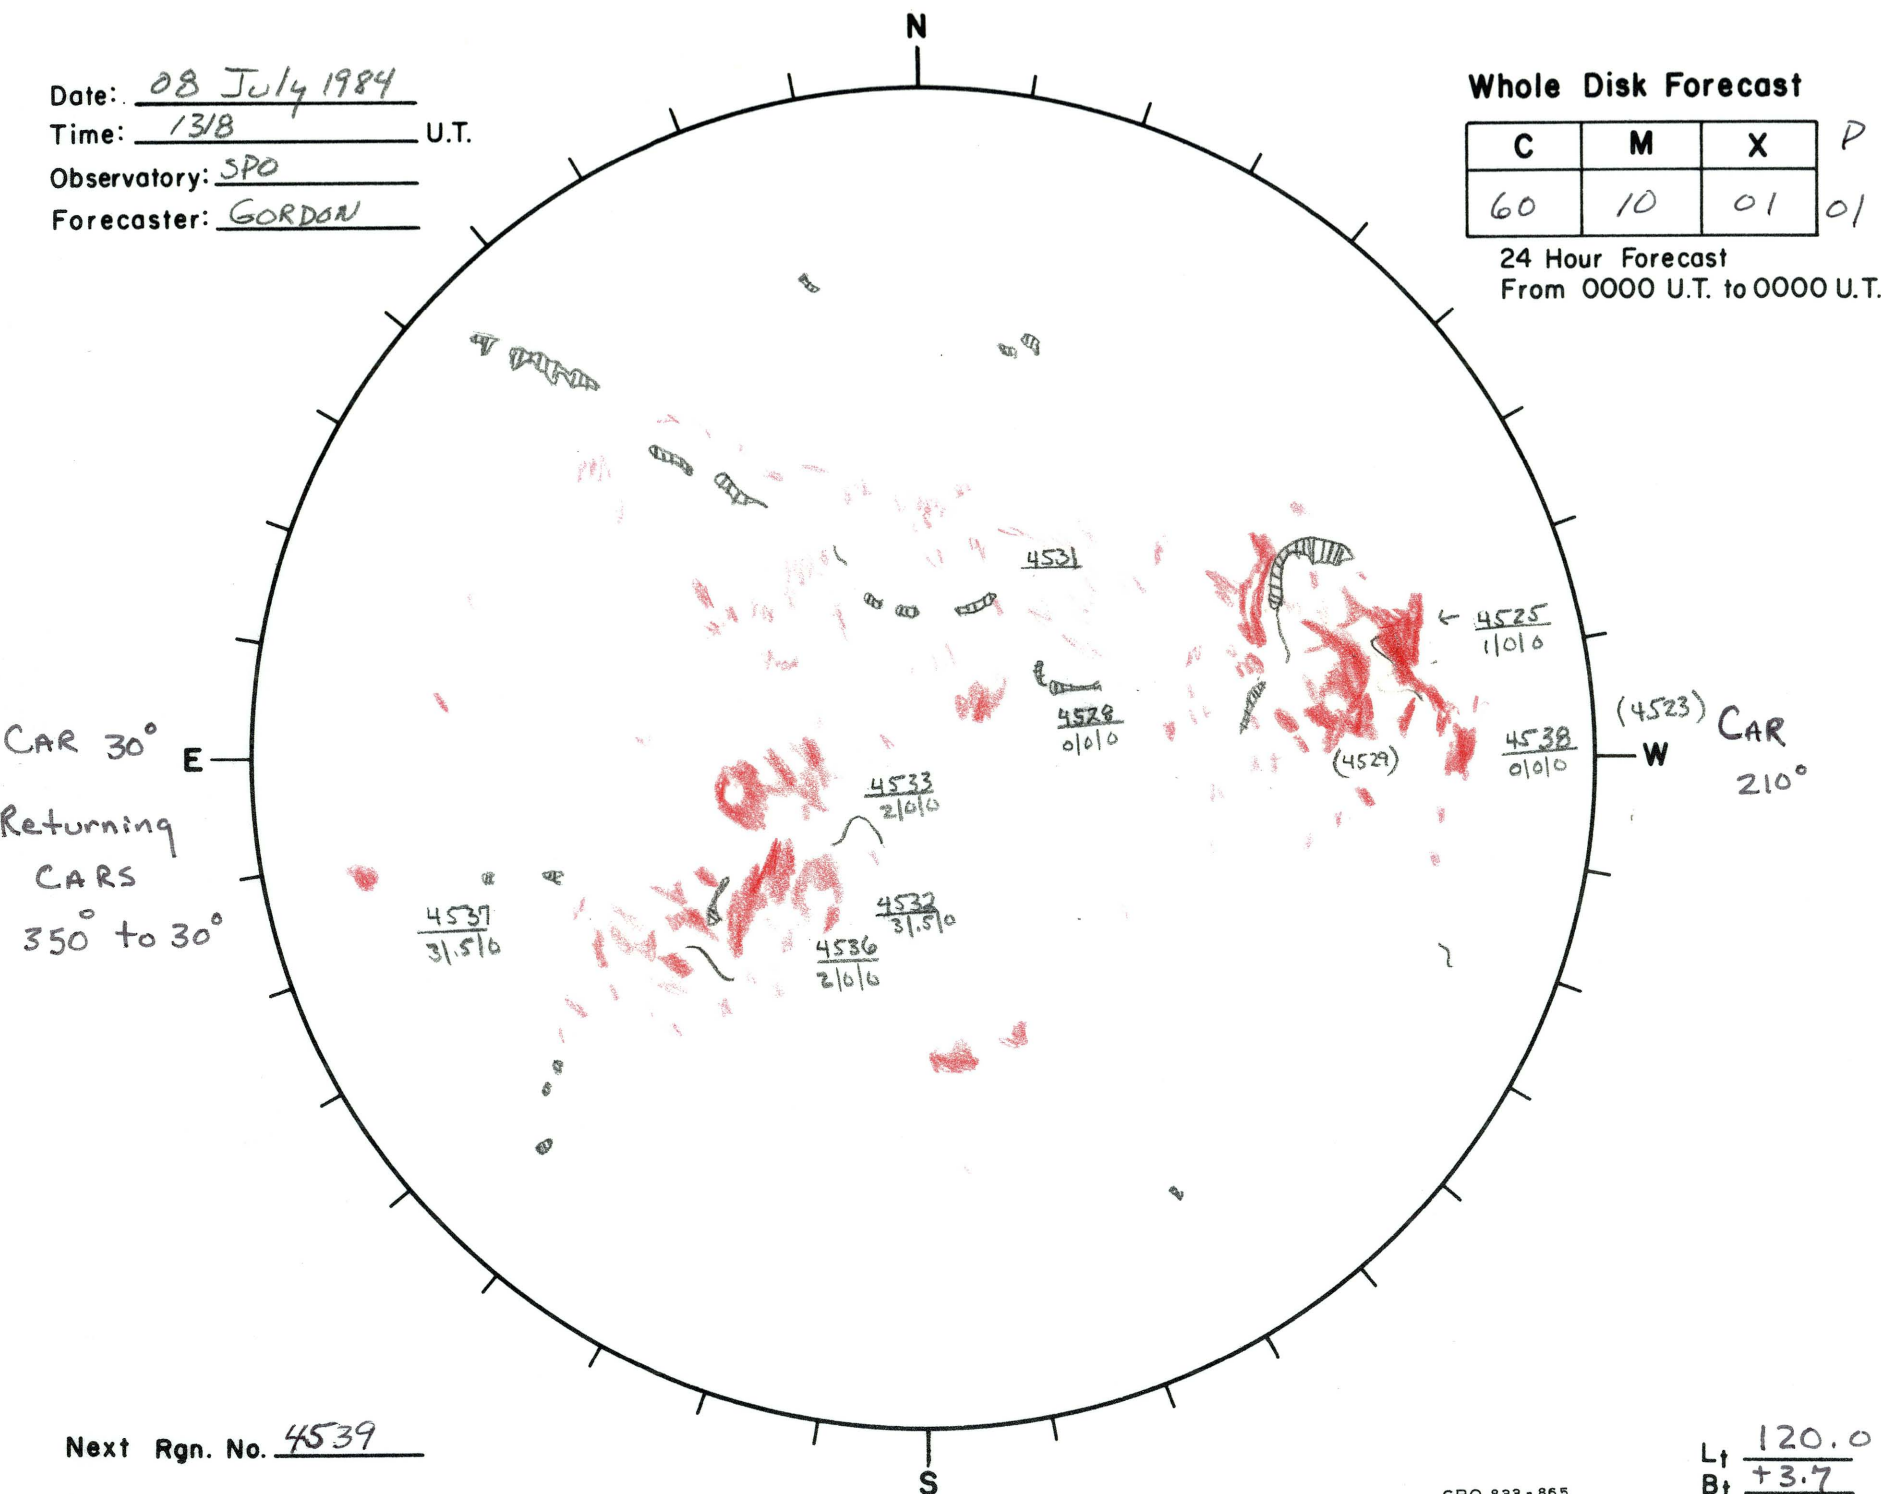 N
Date: 08 July 1984
Time: 1318 U.T.
Observatory: SPO
Forecaster: GORDON
Whole Disk Forecast
C M X P
60 10 01 01
24 Hour Forecast
From 0000 U.T. to 0000 U.T.
4531
4525
1/0/0
(4523)
4528
0/0/0
4538
0/0/0
(4529)
CAR 30°
E
W
CAR
210°
4533
2/0/0
Returning
CARS
350° to 30°
4537
3/.5/0
4532
3/.5/0
4536
2/0/0
Next Rgn. No. 4539
S
Lt 120.0
Bt +3.7